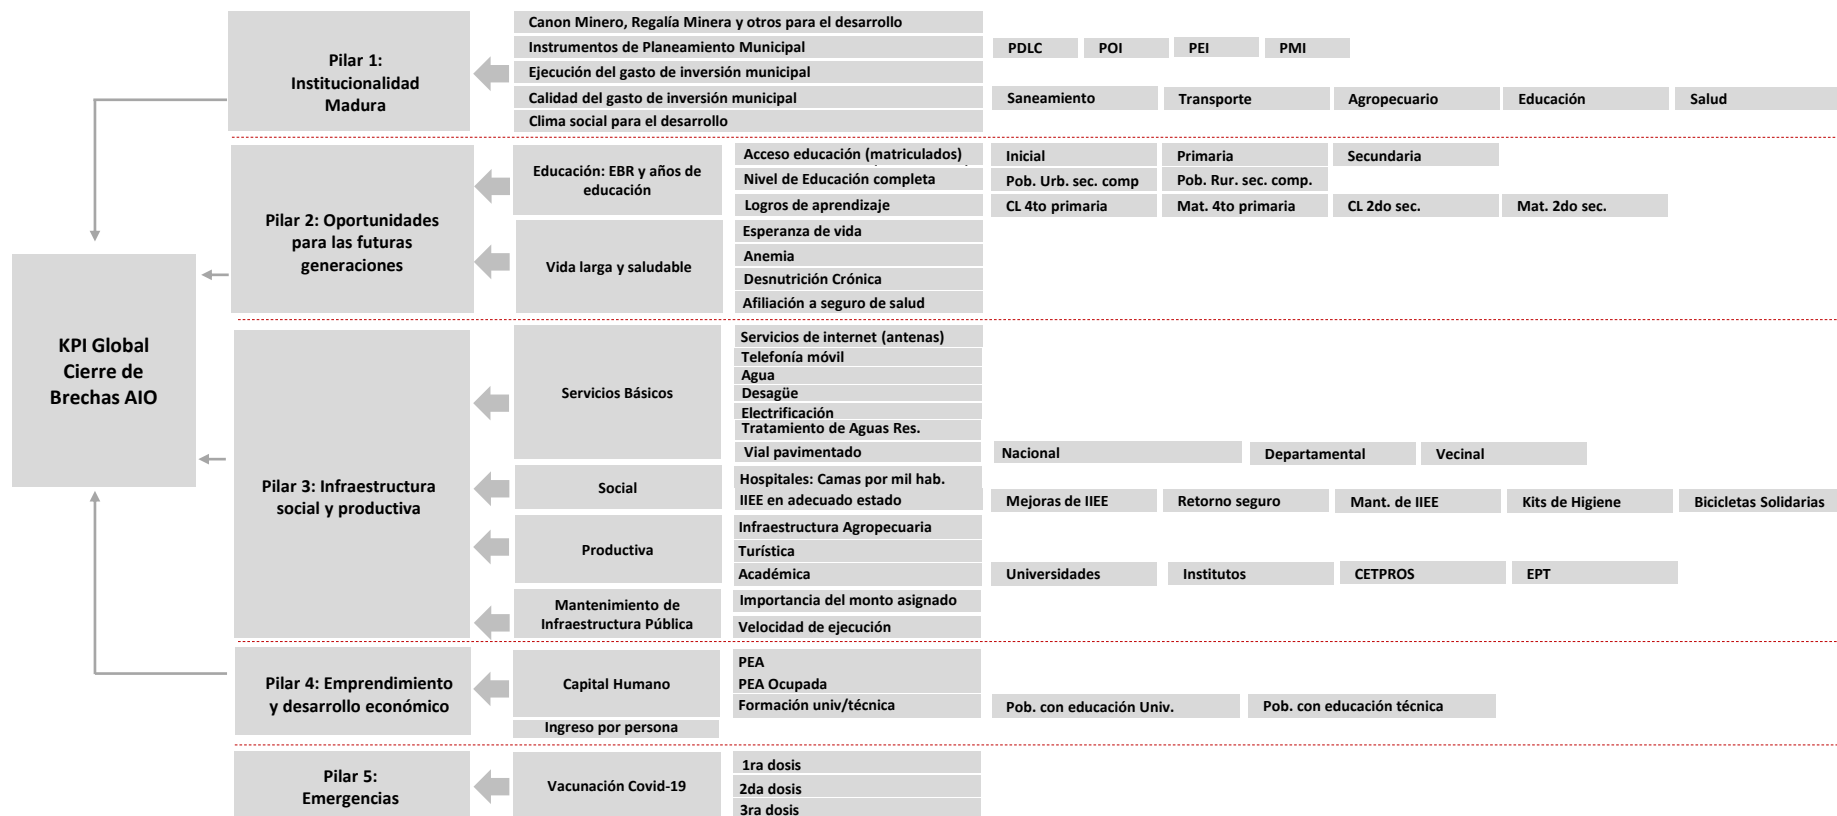 Canon Minero, Regalía Minera y otros para el desarrollo
Pilar 1:
Institucionalidad
Madura
Instrumentos de Planeamiento Municipal
PDLC
POI
PEI
PMI
Ejecución del gasto de inversión municipal
Calidad del gasto de inversión municipal
Saneamiento
Transporte
Agropecuario
Educación
Salud
Clima social para el desarrollo
Pilar 2: Oportunidades
para las futuras
generaciones
Educación: EBR y años de
educación
Acceso educación (matriculados)
Inicial
Primaria
Secundaria
Nivel de Educación completa
Pob. Urb. sec. comp
Pob. Rur. sec. comp.
Logros de aprendizaje
CL 4to primaria
Mat. 4to primaria
CL 2do sec.
Mat. 2do sec.
Vida larga y saludable
Esperanza de vida
Anemia
Desnutrición Crónica
Afiliación a seguro de salud
KPI Global
Cierre de
Brechas AIO
Pilar 3: Infraestructura
social y productiva
Servicios Básicos
Servicios de internet (antenas)
Telefonía móvil
Agua
Desagüe
Electrificación
Tratamiento de Aguas Res.
Vial pavimentado
Nacional
Departamental
Vecinal
Social
Hospitales: Camas por mil hab.
IIEE en adecuado estado
Mejoras de IIEE
Retorno seguro
Mant. de IIEE
Kits de Higiene
Bicicletas Solidarias
Productiva
Infraestructura Agropecuaria
Turística
Académica
Universidades
Institutos
CETPROS
EPT
Mantenimiento de
Infraestructura Pública
Importancia del monto asignado
Velocidad de ejecución
Pilar 4: Emprendimiento
y desarrollo económico
Capital Humano
PEA
PEA Ocupada
Formación univ/técnica
Pob. con educación Univ.
Pob. con educación técnica
Ingreso por persona
Pilar 5:
Emergencias
Vacunación Covid-19
1ra dosis
2da dosis
3ra dosis